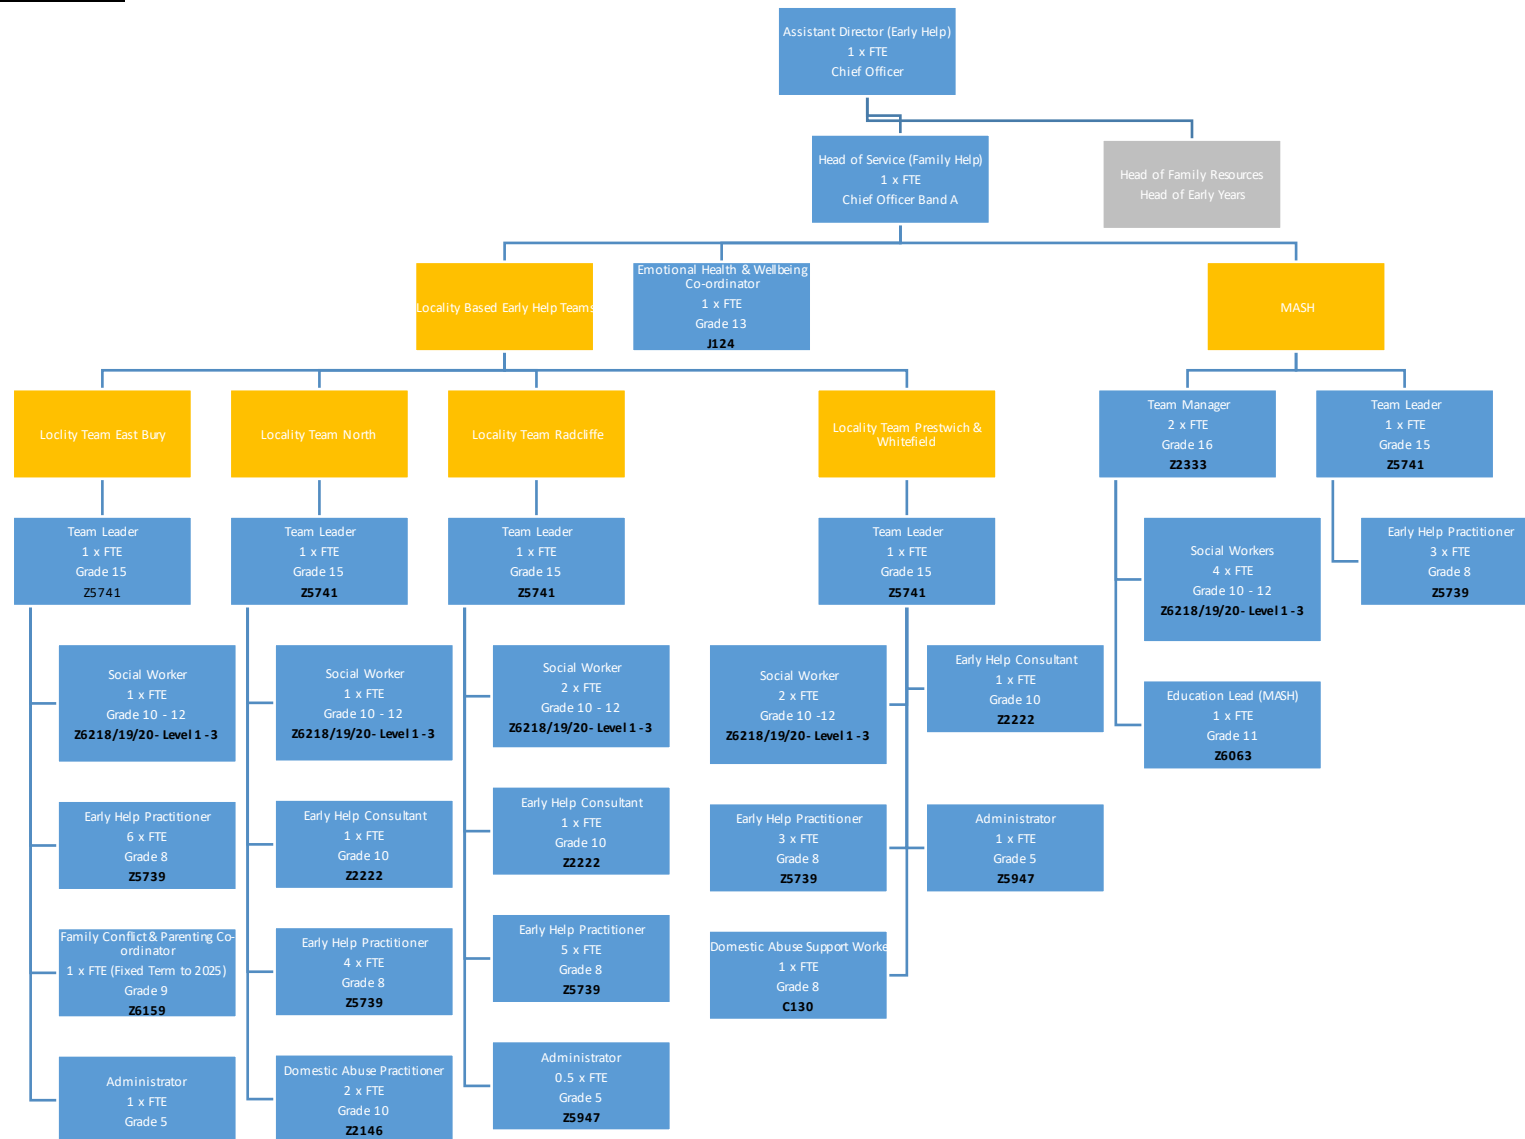 Assistant Director (Early Help)
1 x FTE
Chief Officer
Head of Service (Family Help)
1 x FTE
Chief Officer Band A
Head of Family Resources
Head of Early Years
Locality Based Early Help Teams
Emotional Health & Wellbeing
Co-ordinator
1 x FTE
Grade 13
J124
MASH
Loclity Team East Bury
Locality Team North
Locality Team Radcliffe
Locality Team Prestwich &
Whitefield
Team Manager
2 x FTE
Grade 16
Z2333
Team Leader
1 x FTE
Grade 15
Z5741
Team Leader
1 x FTE
Grade 15
Z5741
Team Leader
1 x FTE
Grade 15
Z5741
Team Leader
1 x FTE
Grade 15
Z5741
Team Leader
1 x FTE
Grade 15
Z5741
Social Workers
4 x FTE
Grade 10 - 12
Z6218/19/20- Level 1 -3
Early Help Practitioner
3 x FTE
Grade 8
Z5739
Social Worker
1 x FTE
Grade 10 - 12
Z6218/19/20- Level 1 -3
Social Worker
1 x FTE
Grade 10 - 12
Z6218/19/20- Level 1 -3
Social Worker
2 x FTE
Grade 10 - 12
Z6218/19/20- Level 1 -3
Social Worker
2 x FTE
Grade 10 -12
Z6218/19/20- Level 1 -3
Early Help Consultant
1 x FTE
Grade 10
Z2222
Education Lead (MASH)
1 x FTE
Grade 11
Z6063
Early Help Practitioner
6 x FTE
Grade 8
Z5739
Early Help Consultant
1 x FTE
Grade 10
Z2222
Early Help Consultant
1 x FTE
Grade 10
Z2222
Early Help Practitioner
3 x FTE
Grade 8
Z5739
Administrator
1 x FTE
Grade 5
Z5947
Family Conflict & Parenting Co-
ordinator
1 x FTE (Fixed Term to 2025)
Grade 9
Z6159
Early Help Practitioner
4 x FTE
Grade 8
Z5739
Early Help Practitioner
5 x FTE
Grade 8
Z5739
Domestic Abuse Support Worke
1 x FTE
Grade 8
C130
Administrator
1 x FTE
Grade 5
Domestic Abuse Practitioner
2 x FTE
Grade 10
Z2146
Administrator
0.5 x FTE
Grade 5
Z5947